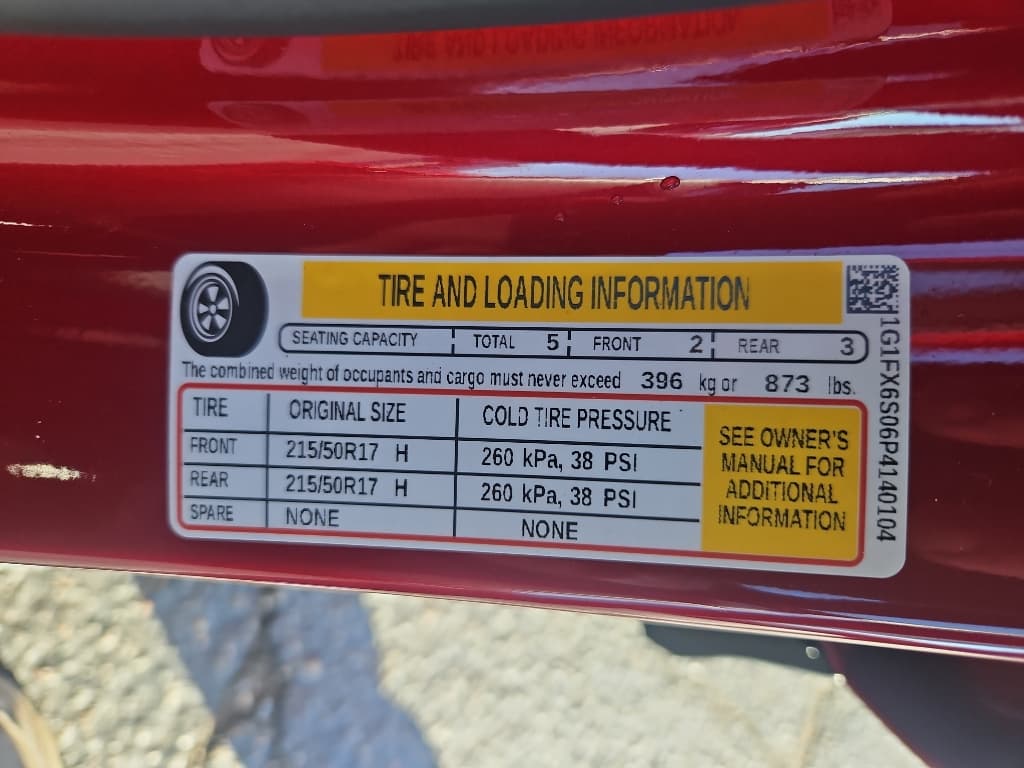 TIRE AND LOADING INFORMATION
SEATING CAPACITY TOTAL 5 FRONT 2 REAR 3
The combined weight of occupants and cargo must never exceed 396 kg or 873 lbs.
TIRE ORIGINAL SIZE COLD TIRE PRESSURE
FRONT 215/50R17 H 260 kPa, 38 PSI
REAR 215/50R17 H 260 kPa, 38 PSI
SPARE NONE NONE
SEE OWNER'S
MANUAL FOR
ADDITIONAL
INFORMATION
1G1FX6S06P4140104